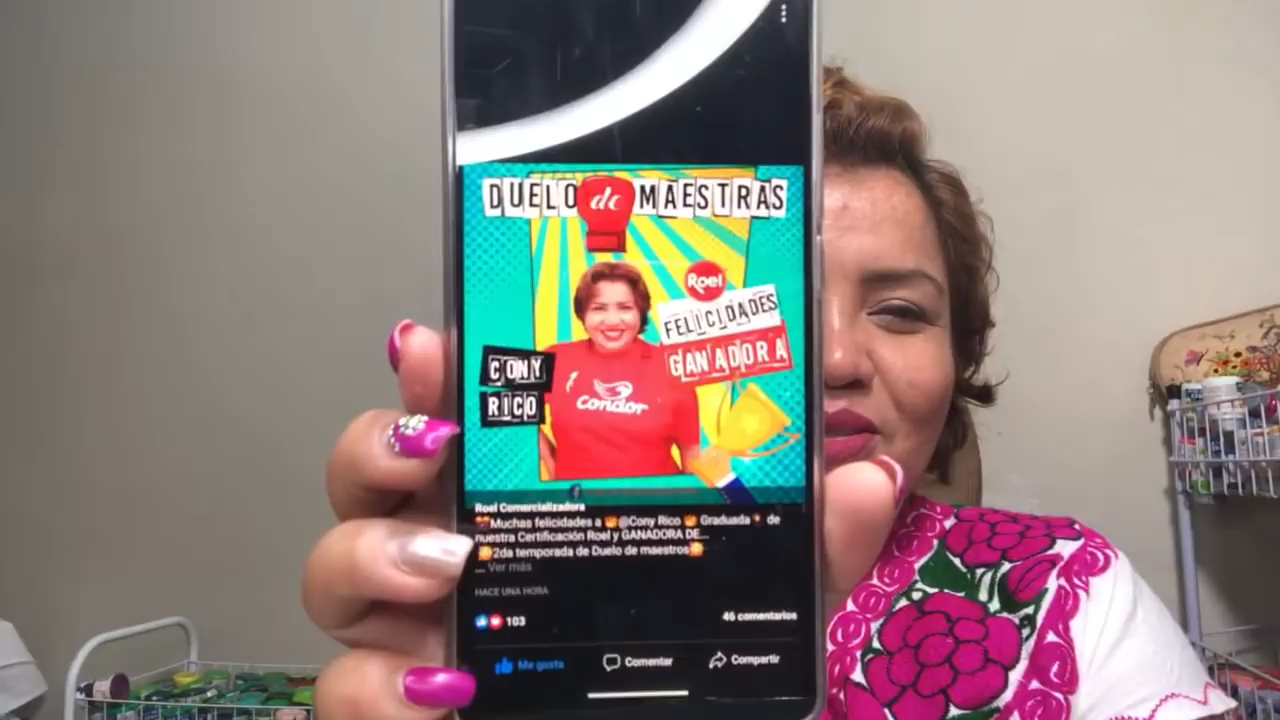 DUELO de MAESTRAS
Roel
FELICIDADES
GANADORA
CONY
RICO
Condor
Roel Comercializadora
Muchas felicidades a @Cony Rico Graduada de
nuestra Certificación Roel y GANADORA DE...
2da temporada de Duelo de maestros
... Ver más
HACE UNA HORA
103
46 comentarios
Me gusta
Comentar
Compartir